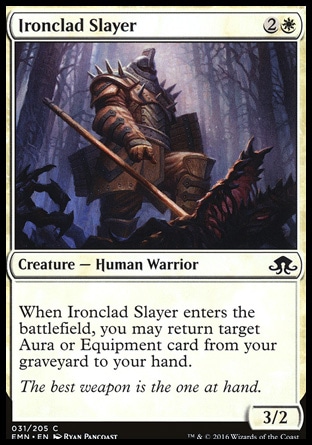 Ironclad Slayer 2
Creature — Human Warrior
When Ironclad Slayer enters the
battlefield, you may return target
Aura or Equipment card from your
graveyard to your hand.
The best weapon is the one at hand.
3/2
031/205 C
EMN • EN RYAN PANCOAST
™ & © 2016 Wizards of the Coast